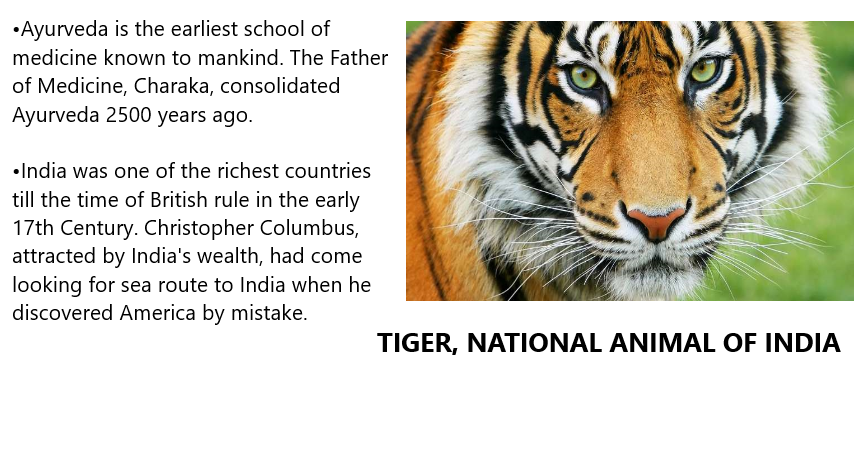 •Ayurveda is the earliest school of
medicine known to mankind. The Father
of Medicine, Charaka, consolidated
Ayurveda 2500 years ago.
•India was one of the richest countries
till the time of British rule in the early
17th Century. Christopher Columbus,
attracted by India's wealth, had come
looking for sea route to India when he
discovered America by mistake.
TIGER, NATIONAL ANIMAL OF INDIA